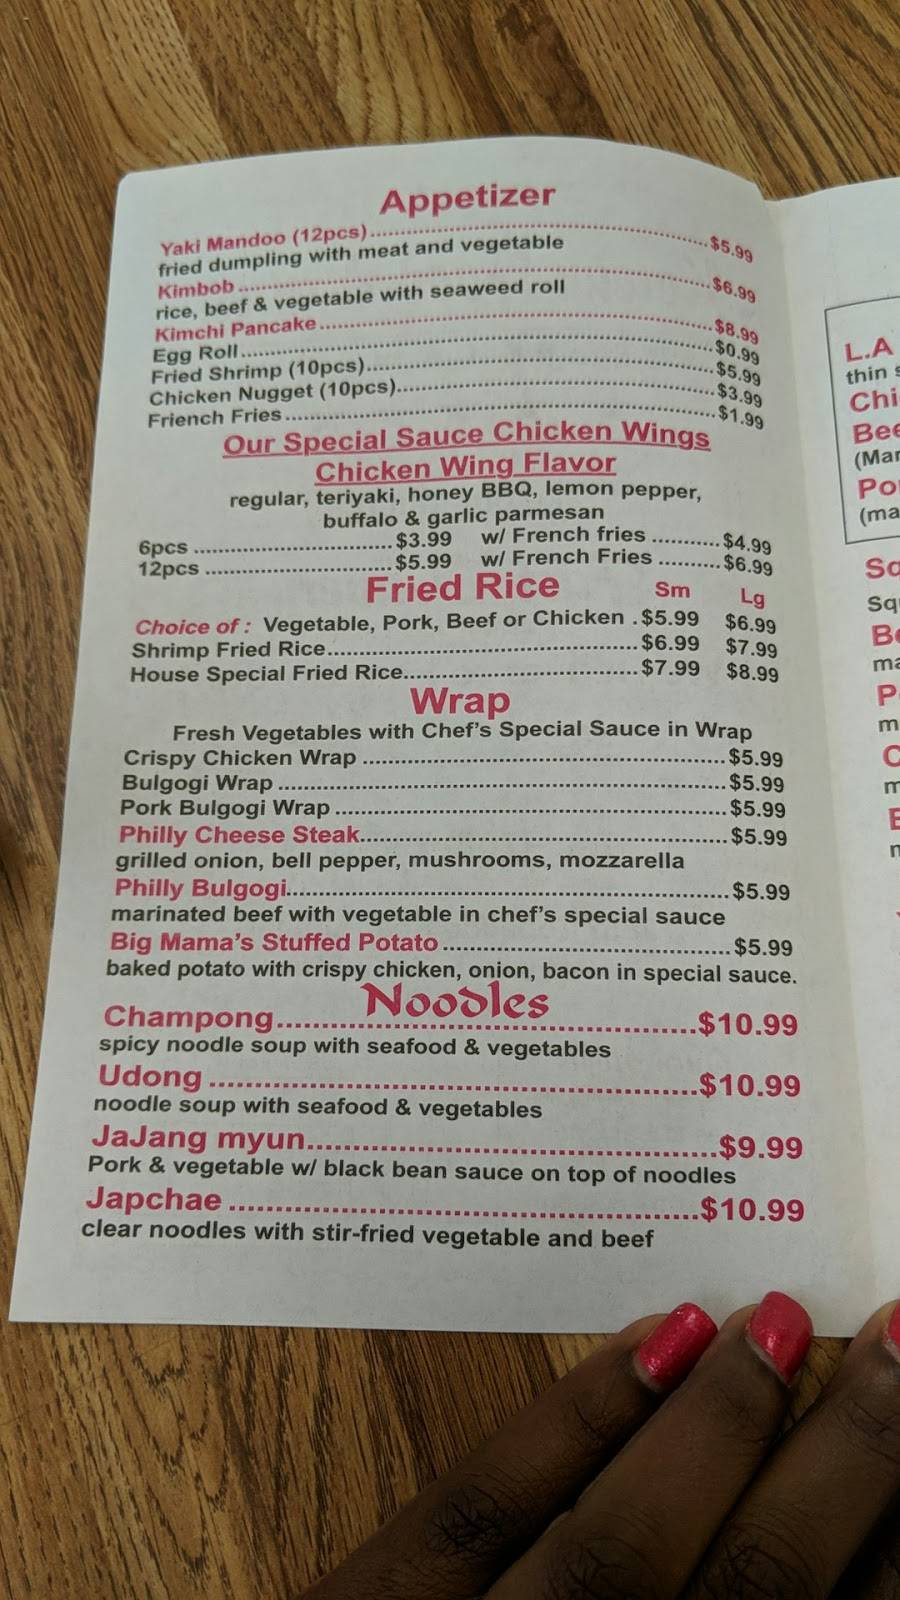 Appetizer
Yaki Mandoo (12pcs)..........$5.99
fried dumpling with meat and vegetable
Kimbob..........$6.99
rice, beef & vegetable with seaweed roll
Kimchi Pancake..........$8.99
Egg Roll..........$0.99
Fried Shrimp (10pcs)..........$5.99
Chicken Nugget (10pcs)..........$3.99
Friench Fries..........$1.99
Our Special Sauce Chicken Wings
Chicken Wing Flavor
regular, teriyaki, honey BBQ, lemon pepper,
buffalo & garlic parmesan
6pcs..........$3.99 w/ French fries..........$4.99
12pcs..........$5.99 w/ French Fries..........$6.99
Fried Rice Sm Lg
Choice of : Vegetable, Pork, Beef or Chicken .$5.99 $6.99
Shrimp Fried Rice..........$6.99 $7.99
House Special Fried Rice..........$7.99 $8.99
Wrap
Fresh Vegetables with Chef's Special Sauce in Wrap
Crispy Chicken Wrap..........$5.99
Bulgogi Wrap..........$5.99
Pork Bulgogi Wrap..........$5.99
Philly Cheese Steak..........$5.99
grilled onion, bell pepper, mushrooms, mozzarella
Philly Bulgogi..........$5.99
marinated beef with vegetable in chef's special sauce
Big Mama's Stuffed Potato..........$5.99
baked potato with crispy chicken, onion, bacon in special sauce.
Noodles
Champong..........$10.99
spicy noodle soup with seafood & vegetables
Udong..........$10.99
noodle soup with seafood & vegetables
JaJang myun..........$9.99
Pork & vegetable w/ black bean sauce on top of noodles
Japchae..........$10.99
clear noodles with stir-fried vegetable and beef
L.A
thin
Chi
Bee
(Mar
Po
(ma
Sq
Squ
Be
ma
P
m
C
m